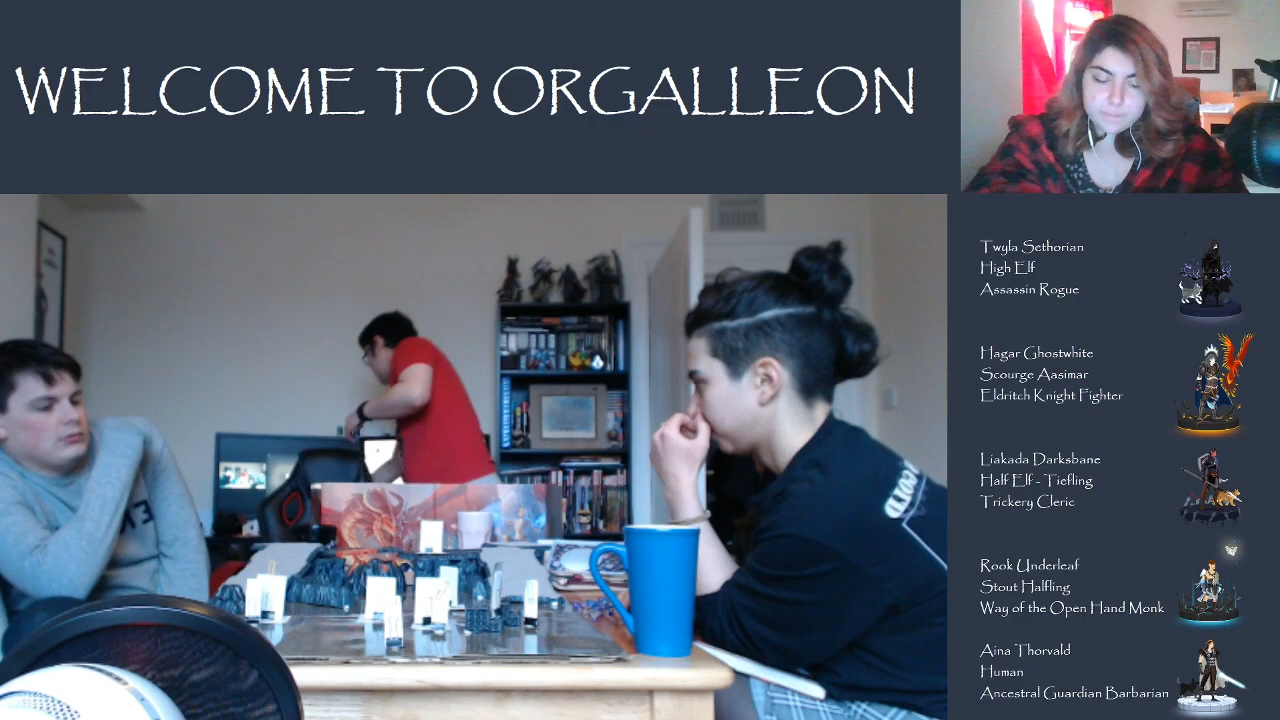 WELCOME TO ORGALLEON
Twyla Sethorian
High Elf
Assassin Rogue
Hagar Ghostwhite
Scourge Aasimar
Eldritch Knight Fighter
Liakada Darksbane
Half Elf - Tiefling
Trickery Cleric
Rook Underleaf
Stout Halfling
Way of the Open Hand Monk
Aina Thorvald
Human
Ancestral Guardian Barbarian